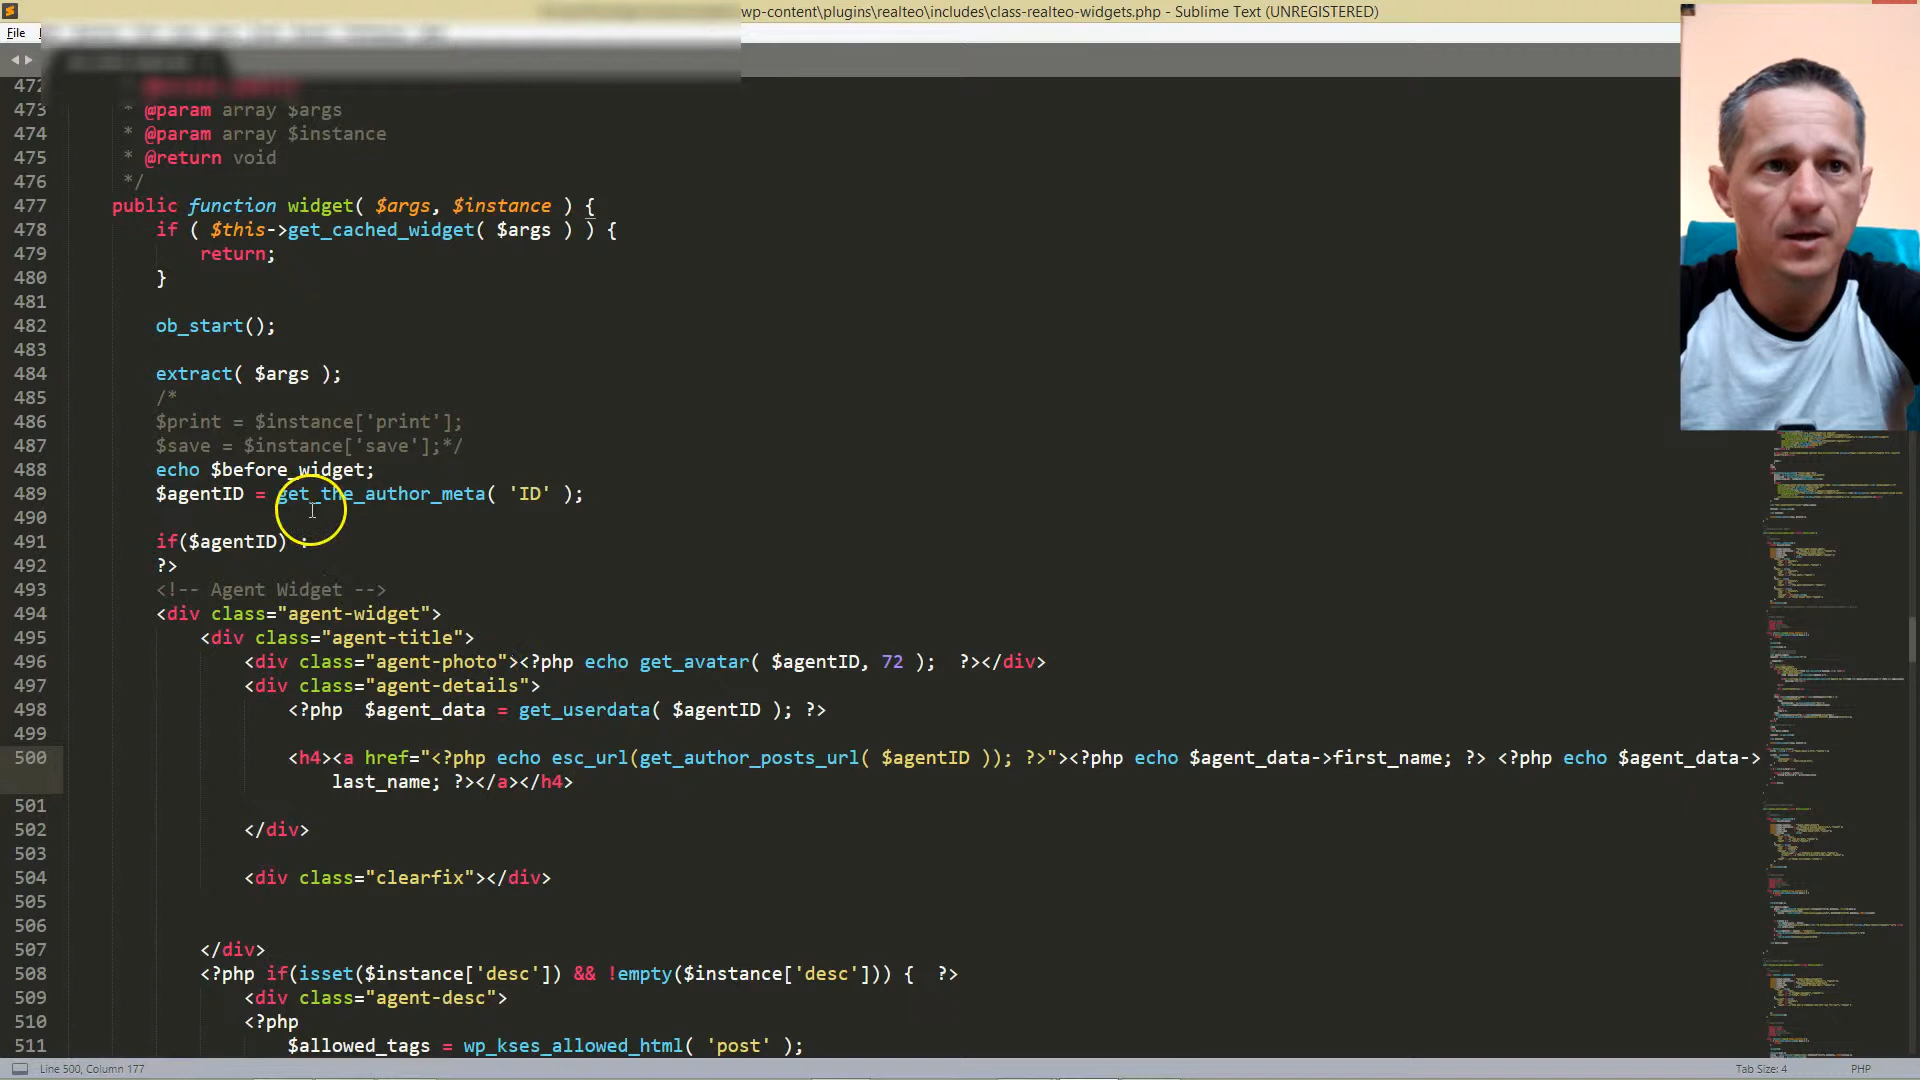 wp-content\plugins\realteo\includes\class-realteo-widgets.php - Sublime Text (UNREGISTERED)
File
472
473 * @param array $args
474 * @param array $instance
475 * @return void
476 */
477 public function widget( $args, $instance ) {
478 if ( $this->get_cached_widget( $args ) ) {
479 return;
480 }
481
482 ob_start();
483
484 extract( $args );
485 /*
486 $print = $instance['print'];
487 $save = $instance['save'];*/
488 echo $before_widget;
489 $agentID = get_the_author_meta( 'ID' );
490
491 if($agentID) :
492 ?>
493 <!-- Agent Widget -->
494 <div class="agent-widget">
495 <div class="agent-title">
496 <div class="agent-photo"><?php echo get_avatar( $agentID, 72 );  ?></div>
497 <div class="agent-details">
498 <?php  $agent_data = get_userdata( $agentID ); ?>
499
500 <h4><a href="<?php echo esc_url(get_author_posts_url( $agentID )); ?>"><?php echo $agent_data->first_name; ?> <?php echo $agent_data->
last_name; ?></a></h4>
501
502 </div>
503
504 <div class="clearfix"></div>
505
506
507 </div>
508 <?php if(isset($instance['desc']) && !empty($instance['desc'])) {  ?>
509 <div class="agent-desc">
510 <?php
511 $allowed_tags = wp_kses_allowed_html( 'post' );
Line 500, Column 177
Tab Size: 4
PHP